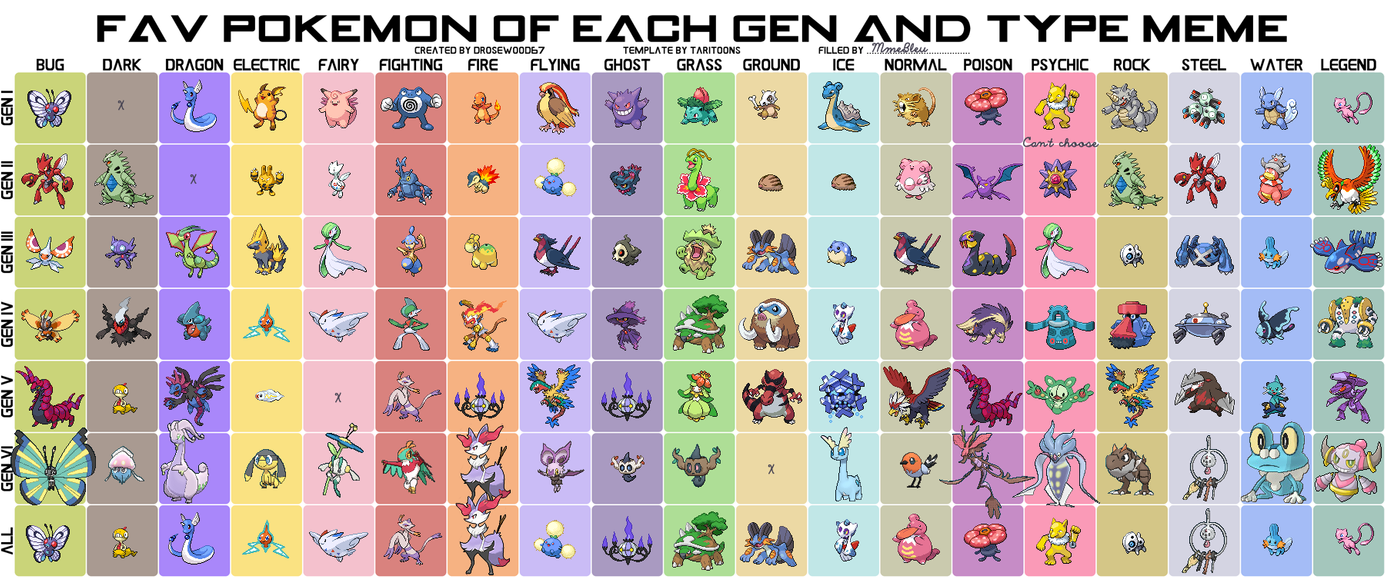 FAV POKEMON OF EACH GEN AND TYPE MEME
CREATED BY DROSEWOOD67 TEMPLATE BY TARITOONS FILLED BY MmeBleu
BUG DARK DRAGON ELECTRIC FAIRY FIGHTING FIRE FLYING GHOST GRASS GROUND ICE NORMAL POISON PSYCHIC ROCK STEEL WATER LEGEND
GEN I
X
Can't choose
GEN II
X
GEN III
GEN IV
GEN V
X
GEN VI
X
ALL